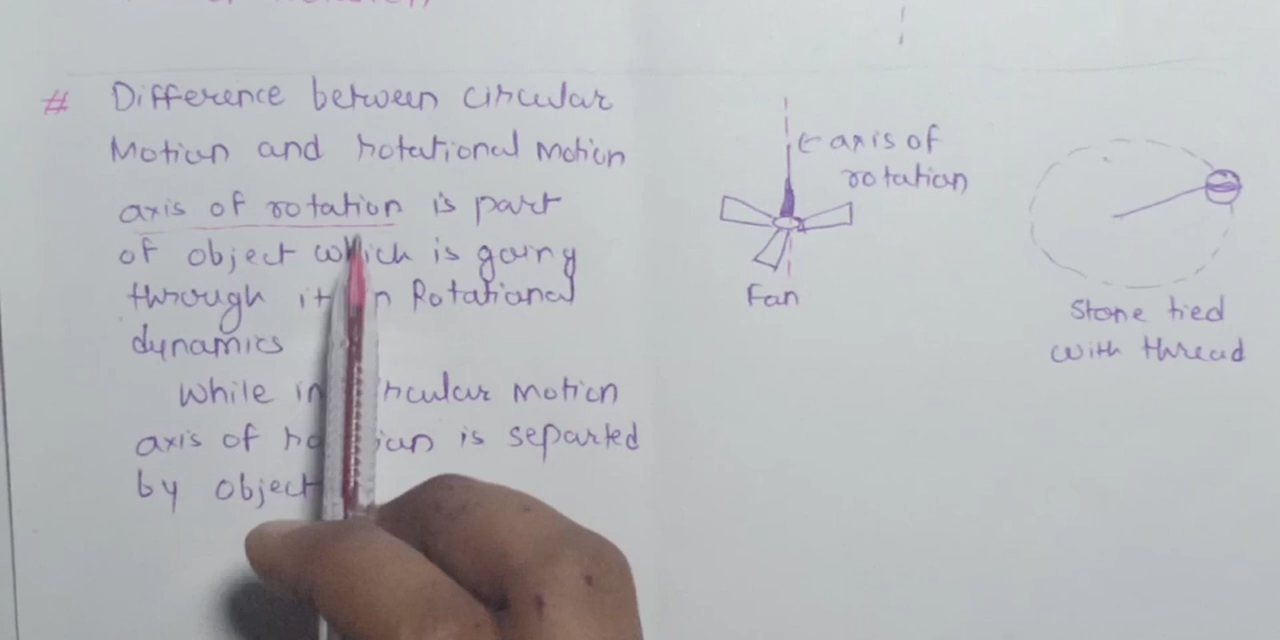 # Difference between circular
Motion and rotational motion
axis of rotation is part
of object which is going
through it in Rotational
dynamics
While in circular motion
axis of rotation is separted
by object
axis of
rotation
Fan
Stone tied
with thread